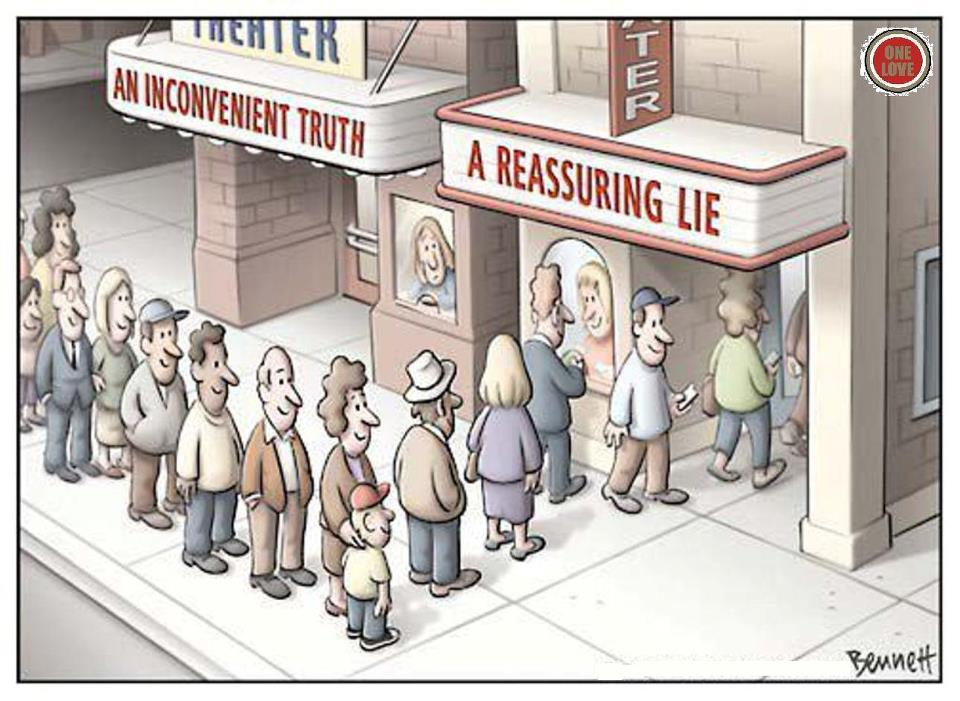 THEATER
AN INCONVENIENT TRUTH
ATER
A REASSURING LIE
ONE
LOVE
Bennett